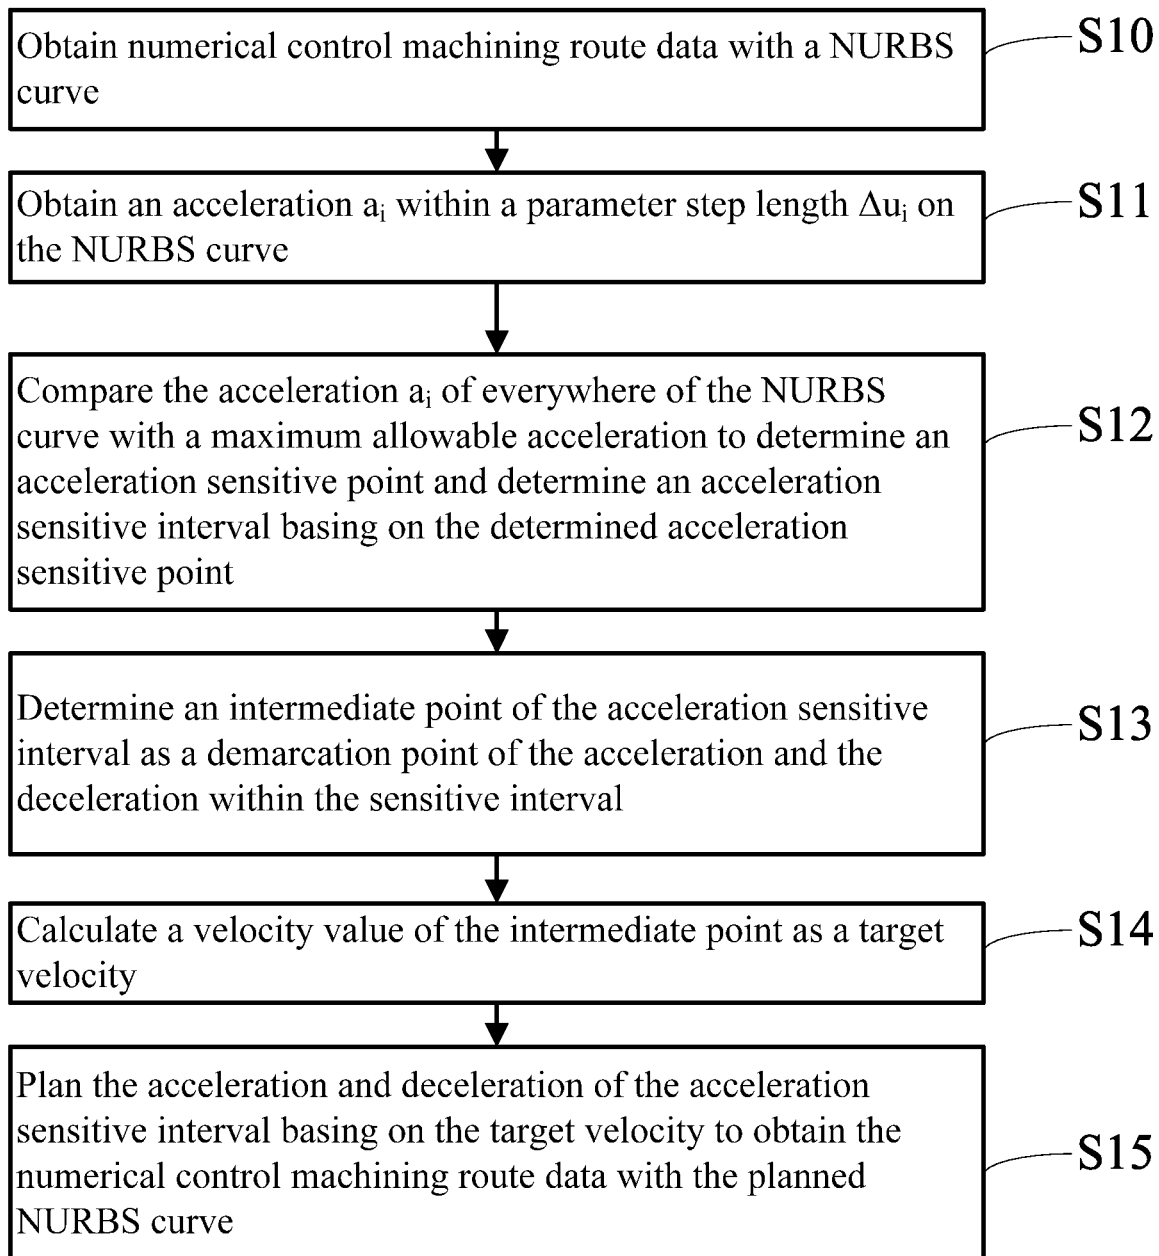 Obtain numerical control machining route data with a NURBS
curve
S10
Obtain an acceleration aᵢ within a parameter step length Δuᵢ on
the NURBS curve
S11
Compare the acceleration aᵢ of everywhere of the NURBS
curve with a maximum allowable acceleration to determine an
acceleration sensitive point and determine an acceleration
sensitive interval basing on the determined acceleration
sensitive point
S12
Determine an intermediate point of the acceleration sensitive
interval as a demarcation point of the acceleration and the
deceleration within the sensitive interval
S13
Calculate a velocity value of the intermediate point as a target
velocity
S14
Plan the acceleration and deceleration of the acceleration
sensitive interval basing on the target velocity to obtain the
numerical control machining route data with the planned
NURBS curve
S15